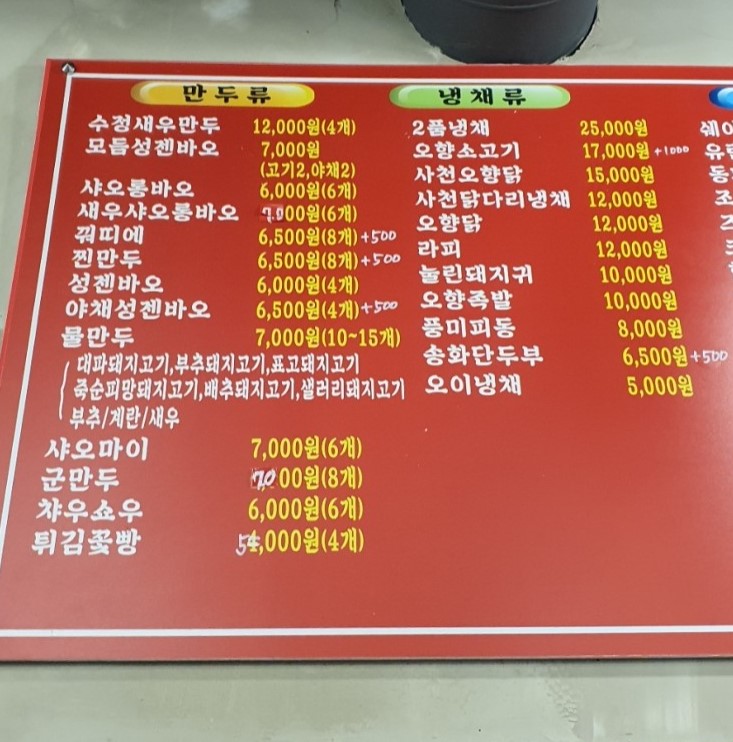 만두류
수정새우만두 12,000원(4개)
모듬성젠바오 7,000원
(고기2,야채2)
샤오롱바오 6,000원(6개)
새우샤오롱바오 7,000원(6개)
꿔띠에 6,500원(8개)+500
찐만두 6,500원(8개)+500
성젠바오 6,000원(4개)
야채성젠바오 6,500원(4개)+500
물만두 7,000원(10~15개)
대파돼지고기,부추돼지고기,표고돼지고기
죽순피망돼지고기,배추돼지고기,샐러리돼지고기
부추/계란/새우
샤오마이 7,000원(6개)
군만두 7,000원(8개)
챠우쇼우 6,000원(6개)
튀김꽃빵 5,000원(4개)
냉채류
2품냉채 25,000원
오향소고기 17,000원+1000
사천오향닭 15,000원
사천닭다리냉채 12,000원
오향닭 12,000원
라피 12,000원
눌린돼지귀 10,000원
오향족발 10,000원
풍미피동 8,000원
송화단두부 6,500원+500
오이냉채 5,000원